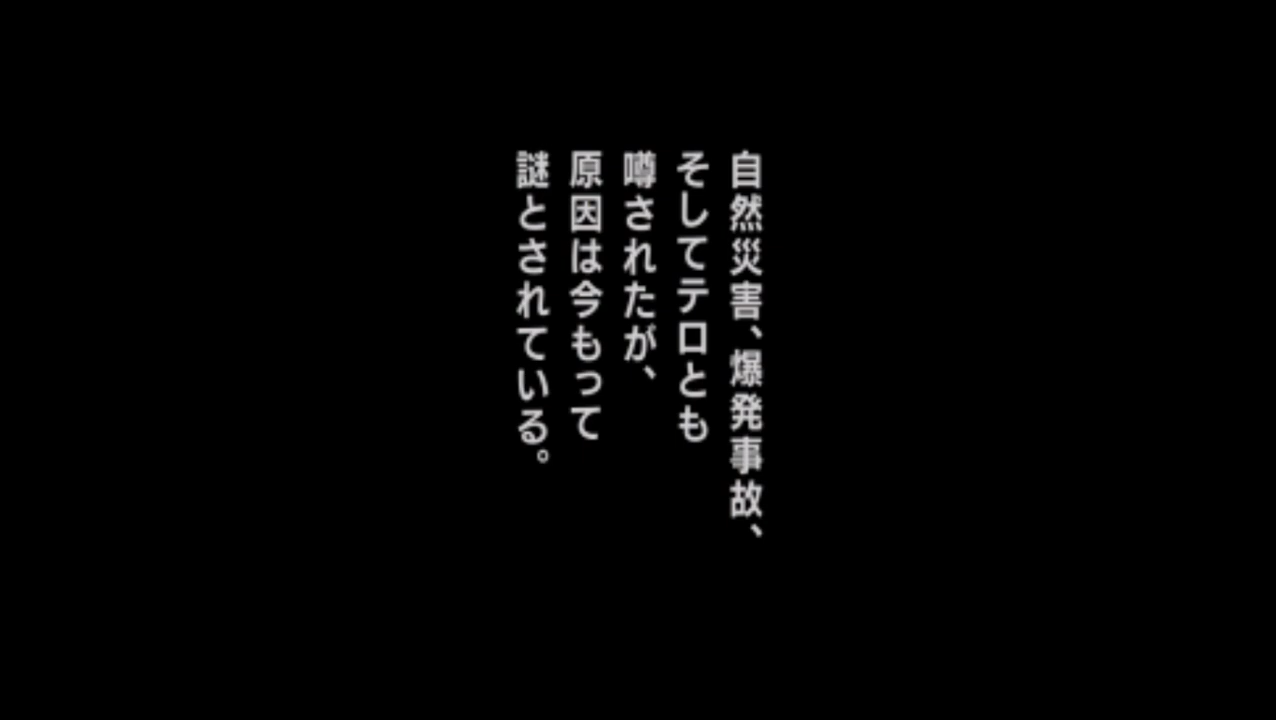 自然災害、爆発事故、
そしてテロとも
噂されたが、
原因は今もって
謎とされている。